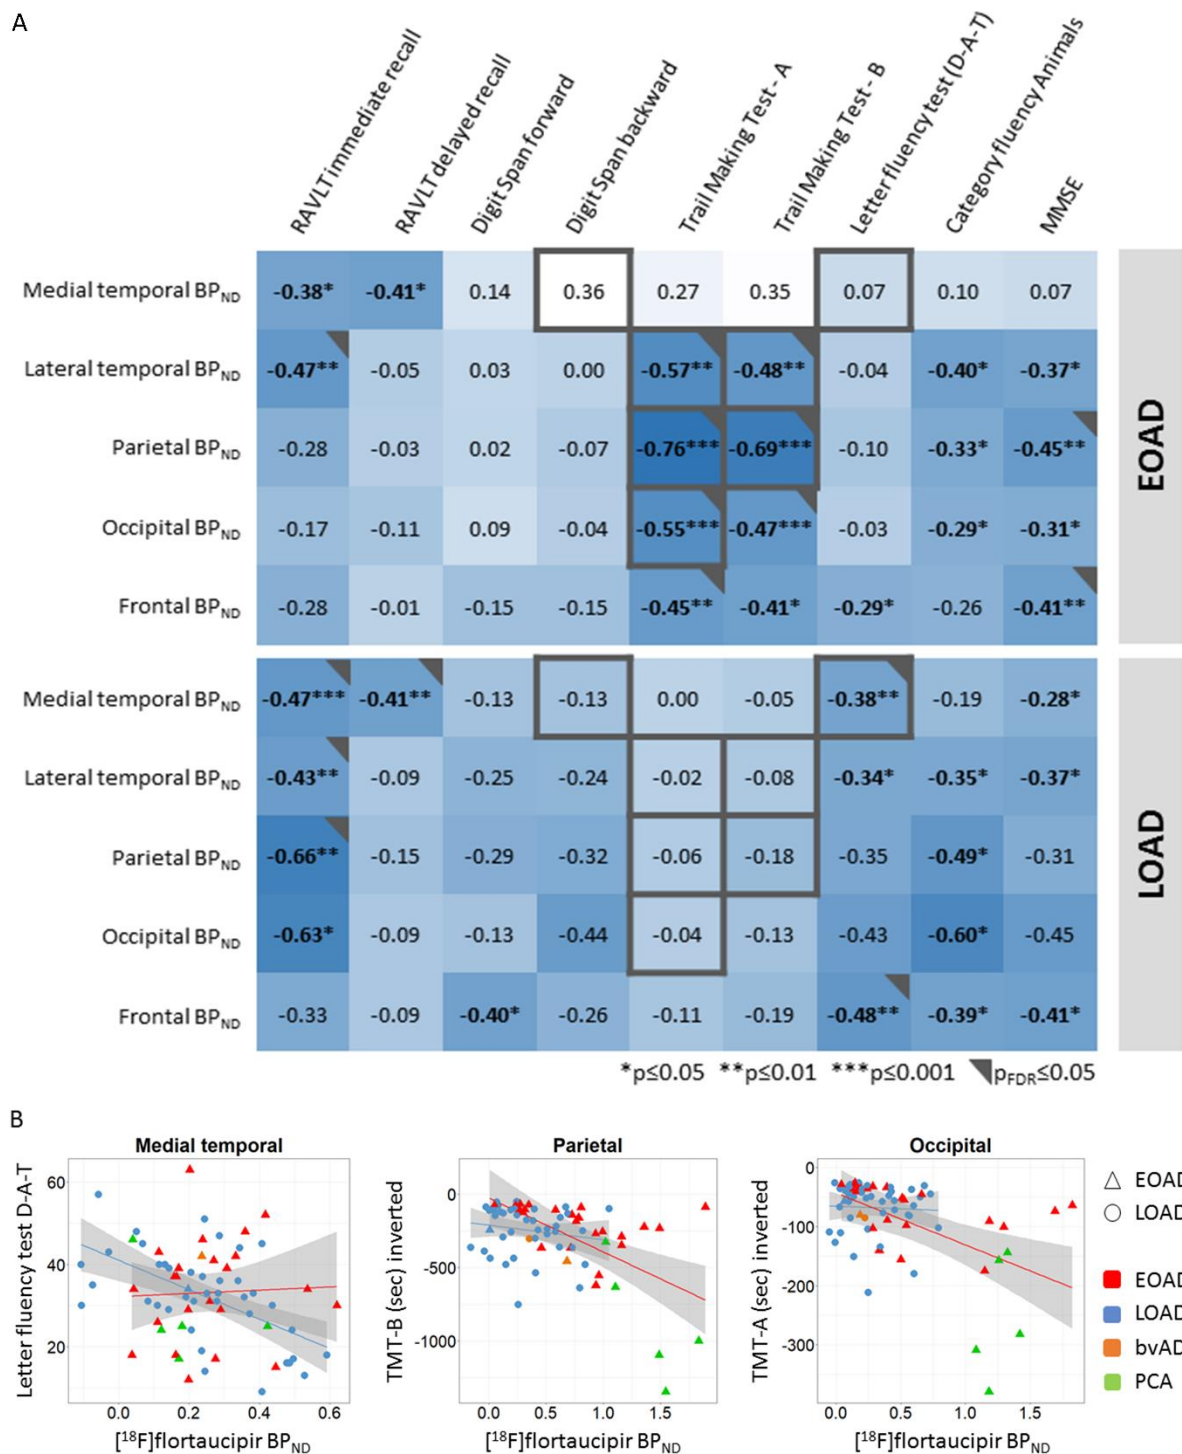 A
RAVLT immediate recall
RAVLT delayed recall
Digit Span forward
Digit Span backward
Trail Making Test - A
Trail Making Test - B
Letter fluency test (D-A-T)
Category fluency Animals
MMSE
Medial temporal BPND -0.38* -0.41* 0.14 0.36 0.27 0.35 0.07 0.10 0.07
Lateral temporal BPND -0.47** -0.05 0.03 0.00 -0.57** -0.48** -0.04 -0.40* -0.37*
Parietal BPND -0.28 -0.03 0.02 -0.07 -0.76*** -0.69*** -0.10 -0.33* -0.45**
Occipital BPND -0.17 -0.11 0.09 -0.04 -0.55*** -0.47*** -0.03 -0.29* -0.31*
Frontal BPND -0.28 -0.01 -0.15 -0.15 -0.45** -0.41* -0.29* -0.26 -0.41**
EOAD
Medial temporal BPND -0.47*** -0.41** -0.13 -0.13 0.00 -0.05 -0.38** -0.19 -0.28*
Lateral temporal BPND -0.43** -0.09 -0.25 -0.24 -0.02 -0.08 -0.34* -0.35* -0.37*
Parietal BPND -0.66** -0.15 -0.29 -0.32 -0.06 -0.18 -0.35 -0.49* -0.31
Occipital BPND -0.63* -0.09 -0.13 -0.44 -0.04 -0.13 -0.43 -0.60* -0.45
Frontal BPND -0.33 -0.09 -0.40* -0.26 -0.11 -0.19 -0.48** -0.39* -0.41*
LOAD
*p≤0.05 **p≤0.01 ***p≤0.001 pFDR≤0.05
B
Medial temporal
Letter fluency test D-A-T
60
40
20
0.0 0.2 0.4 0.6
[18F]flortaucipir BPND
Parietal
TMT-B (sec) inverted
0
-500
-1000
0.0 0.5 1.0 1.5
[18F]flortaucipir BPND
Occipital
TMT-A (sec) inverted
0
-100
-200
-300
0.0 0.5 1.0 1.5
[18F]flortaucipir BPND
EOAD
LOAD
EOAD
LOAD
bvAD
PCA